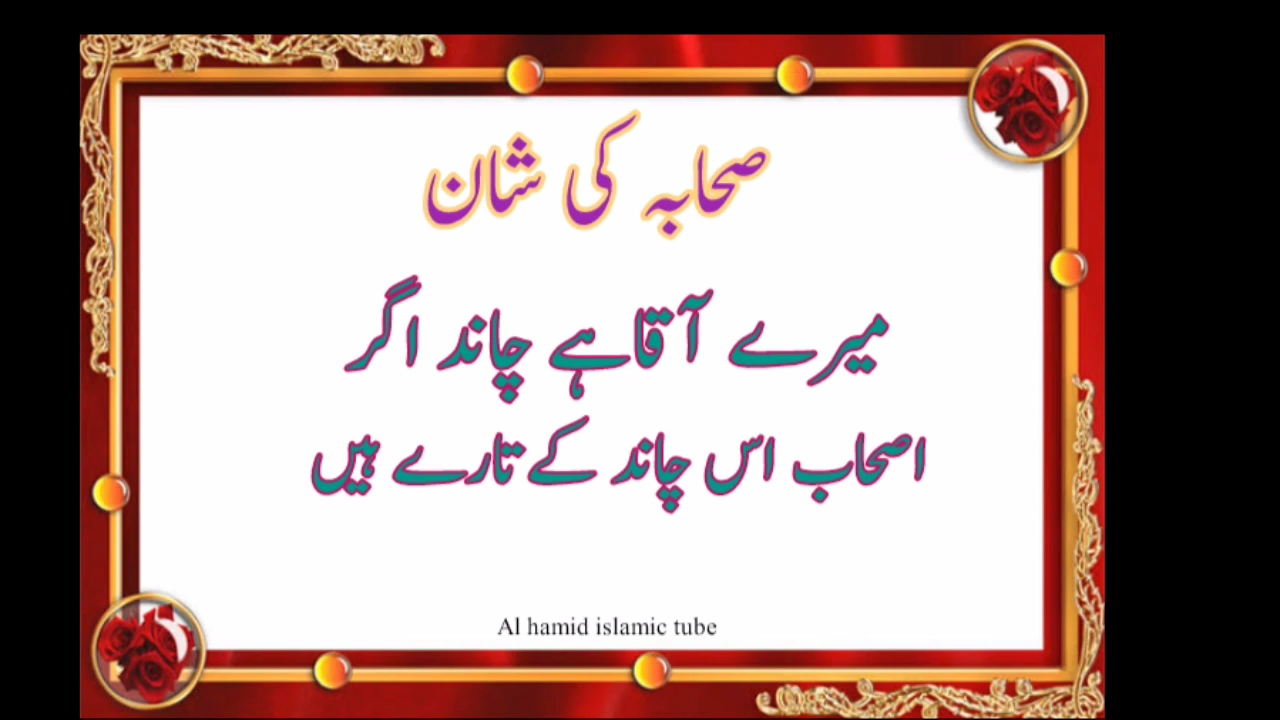 صحابہ کی شان
میرے آقا ہے چاند اگر
اصحاب اس چاند کے تارے ہیں
Al hamid islamic tube